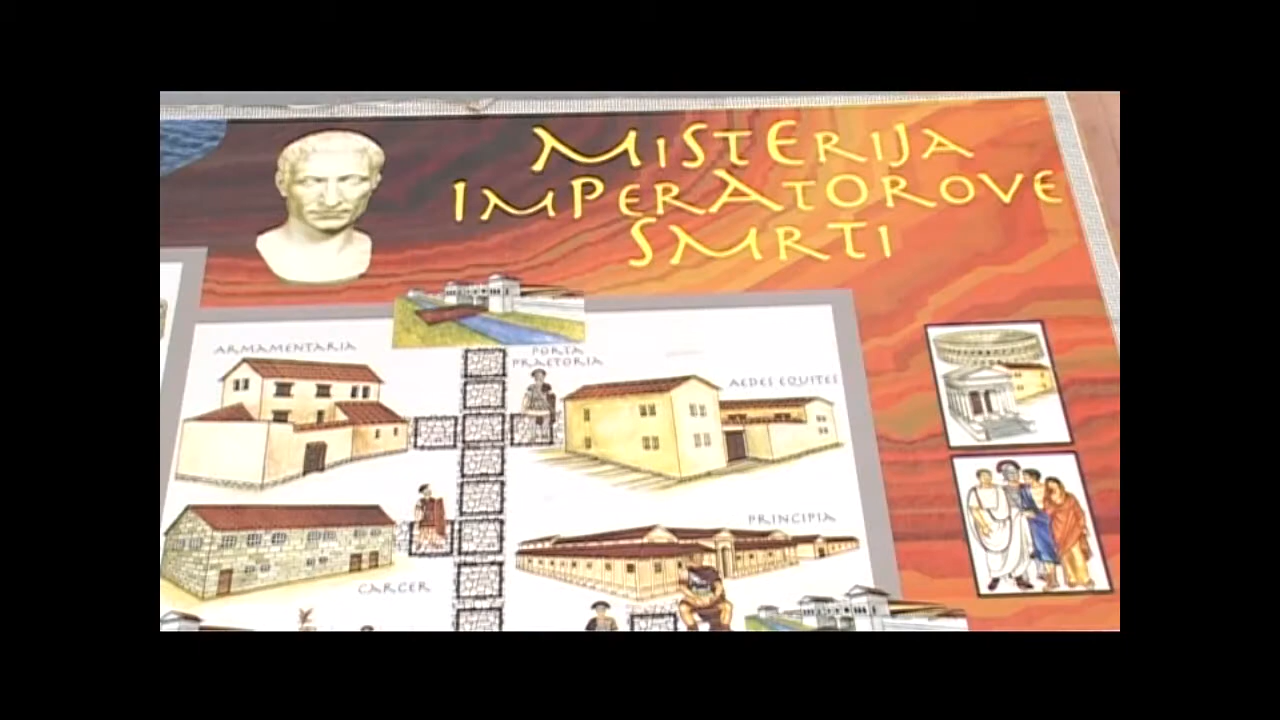 MISTERIJA
IMPERATOROVE
SMRTI
ARMAMENTARIA
PORTA
PRAETORIA
AEDES EQUITES
PRINCIPIA
CARCER